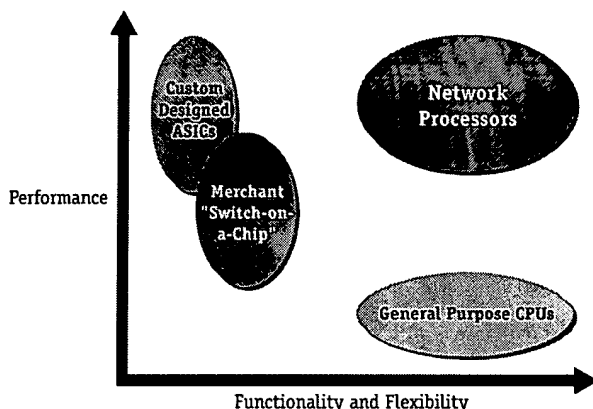 Custom
Designed
ASICs
Network
Processors
Performance
Merchant
"Switch-on-
a-Chip"
General Purpose CPUs
Functionality and Flexibility